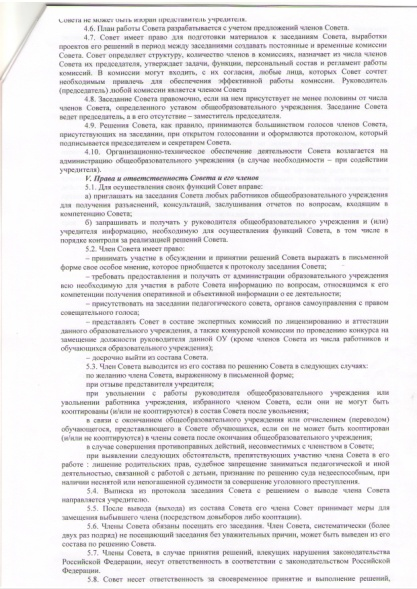 Совета не может быть избран представитель учредителя.
4.6. План работы Совета разрабатывается с учетом предложений членов Совета.
4.7. Совет имеет право для подготовки материалов к заседаниям Совета, выработки
проектов его решений в период между заседаниями создавать постоянные и временные комиссии
Совета. Совет определяет структуру, количество членов в комиссиях, назначает из числа членов
Совета их председателя, утверждает задачи, функции, персональный состав и регламент работы
комиссий. В комиссии могут входить, с их согласия, любые лица, которых Совет сочтет
необходимым привлечь для обеспечения эффективной работы комиссии. Руководитель
(председатель) любой комиссии является членом Совета
4.8. Заседание Совета правомочно, если на нем присутствует не менее половины от числа
членов Совета, определенного уставом общеобразовательного учреждения. Заседание Совета
ведет председатель, а в его отсутствие – заместитель председателя.
4.9. Решения Совета, как правило, принимаются большинством голосов членов Совета,
присутствующих на заседании, при открытом голосовании и оформляются протоколом, который
подписывается председателем и секретарем Совета.
4.10. Организационно-техническое обеспечение деятельности Совета возлагается на
администрацию общеобразовательного учреждения (в случае необходимости – при содействии
учредителя).
V. Права и ответственность Совета и его членов
5.1. Для осуществления своих функций Совет вправе:
а) приглашать на заседания Совета любых работников общеобразовательного учреждения
для получения разъяснений, консультаций, заслушивания отчетов по вопросам, входящим в
компетенцию Совета;
б) запрашивать и получать у руководителя общеобразовательного учреждения и (или)
учредителя информацию, необходимую для осуществления функций Совета, в том числе в
порядке контроля за реализацией решений Совета.
5.2. Член Совета имеет право:
– принимать участие в обсуждении и принятии решений Совета, выражать в письменной
форме свое особое мнение, которое приобщается к протоколу заседания Совета;
– требовать предоставления и получать от администрации образовательного учреждения
всю необходимую для участия в работе Совета информацию по вопросам, относящимся к его
компетенции получения оперативной и объективной информации о ее деятельности;
– присутствовать на заседании педагогического совета, органов самоуправления с правом
совещательного голоса;
– представлять Совет в составе экспертных комиссий по лицензированию и аттестации
данного образовательного учреждения, а также конкурсной комиссии по проведению конкурса на
замещение должности руководителя данной ОУ (кроме членов Совета из числа работников и
обучающихся образовательного учреждения);
– досрочно выйти из состава Совета.
5.3. Член Совета выводится из его состава по решению Совета в следующих случаях:
по желанию члена Совета, выраженному в письменной форме;
при отзыве представителя учредителя;
при увольнении с работы руководителя общеобразовательного учреждения или
увольнении работника учреждения, избранного членом Совета, если они не могут быть
кооптированы (и/или не кооптируются) в состав Совета после увольнения;
в связи с окончанием общеобразовательного учреждения или отчислением (переводом)
обучающегося, представляющего в Совете обучающихся, если он не может быть кооптирован
(и/или не кооптируются) в члены совета после окончания общеобразовательного учреждения;
в случае совершения противоправных действий, несовместимых с членством в Совете;
при выявлении следующих обстоятельств, препятствующих участию члена Совета в его
работе : лишение родительских прав, судебное запрещение заниматься педагогической и иной
деятельностью, связанной с работой с детьми, признание по решению суда недееспособным, при
наличии неснятой или непогашенной судимости за совершение уголовного преступления.
5.4. Выписка из протокола заседания Совета с решением о выводе члена Совета
направляется учредителю.
5.5. После вывода (выхода) из состава Совета его члена Совет принимает меры для
замещения выбывшего члена (посредством довыборов либо кооптации).
5.6. Члены Совета обязаны посещать его заседания. Член Совета, систематически (более
двух раз подряд) не посещающий заседания без уважительных причин, может быть выведен из его
состава по решению Совета.
5.7. Члены Совета, в случае принятия решений, влекущих нарушения законодательства
Российской Федерации, несут ответственность в соответствии с законодательством Российской
Федерации.
5.8. Совет несет ответственность за своевременное принятие и выполнение решений,